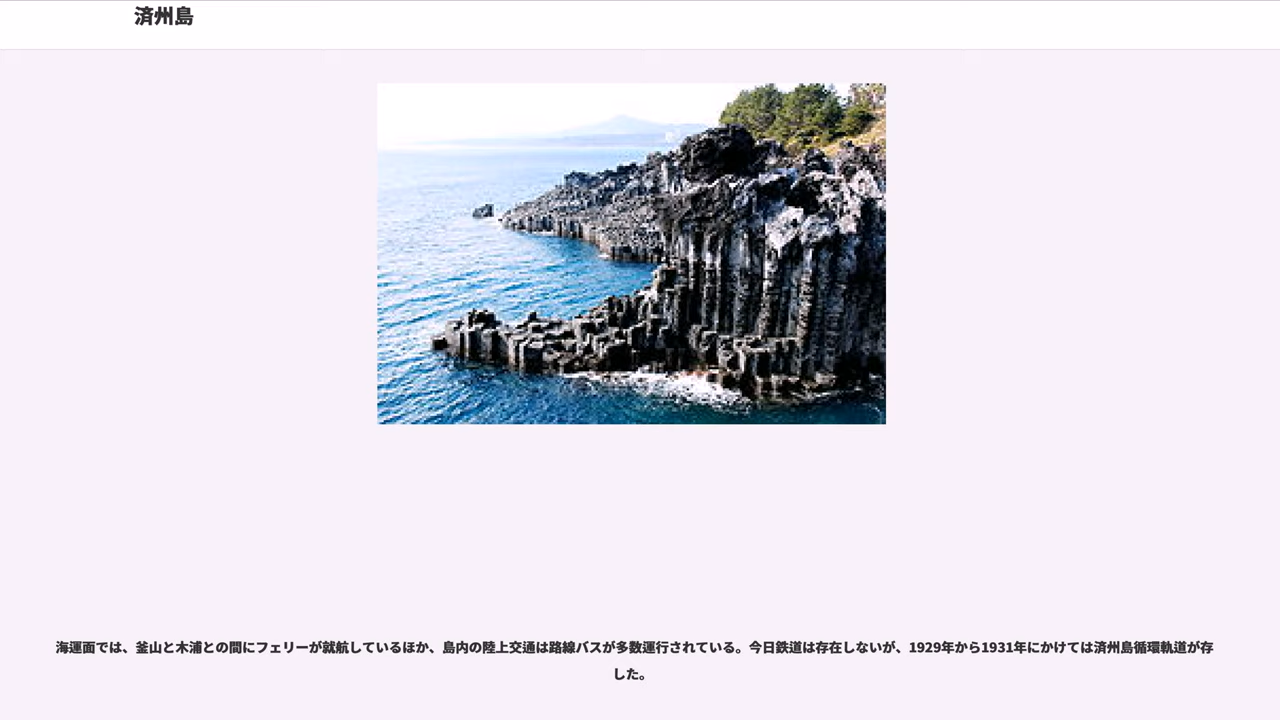 済州島
海運面では、釜山と木浦との間にフェリーが就航しているほか、島内の陸上交通は路線バスが多数運行されている。今日鉄道は存在しないが、1929年から1931年にかけては済州島循環軌道が存
した。